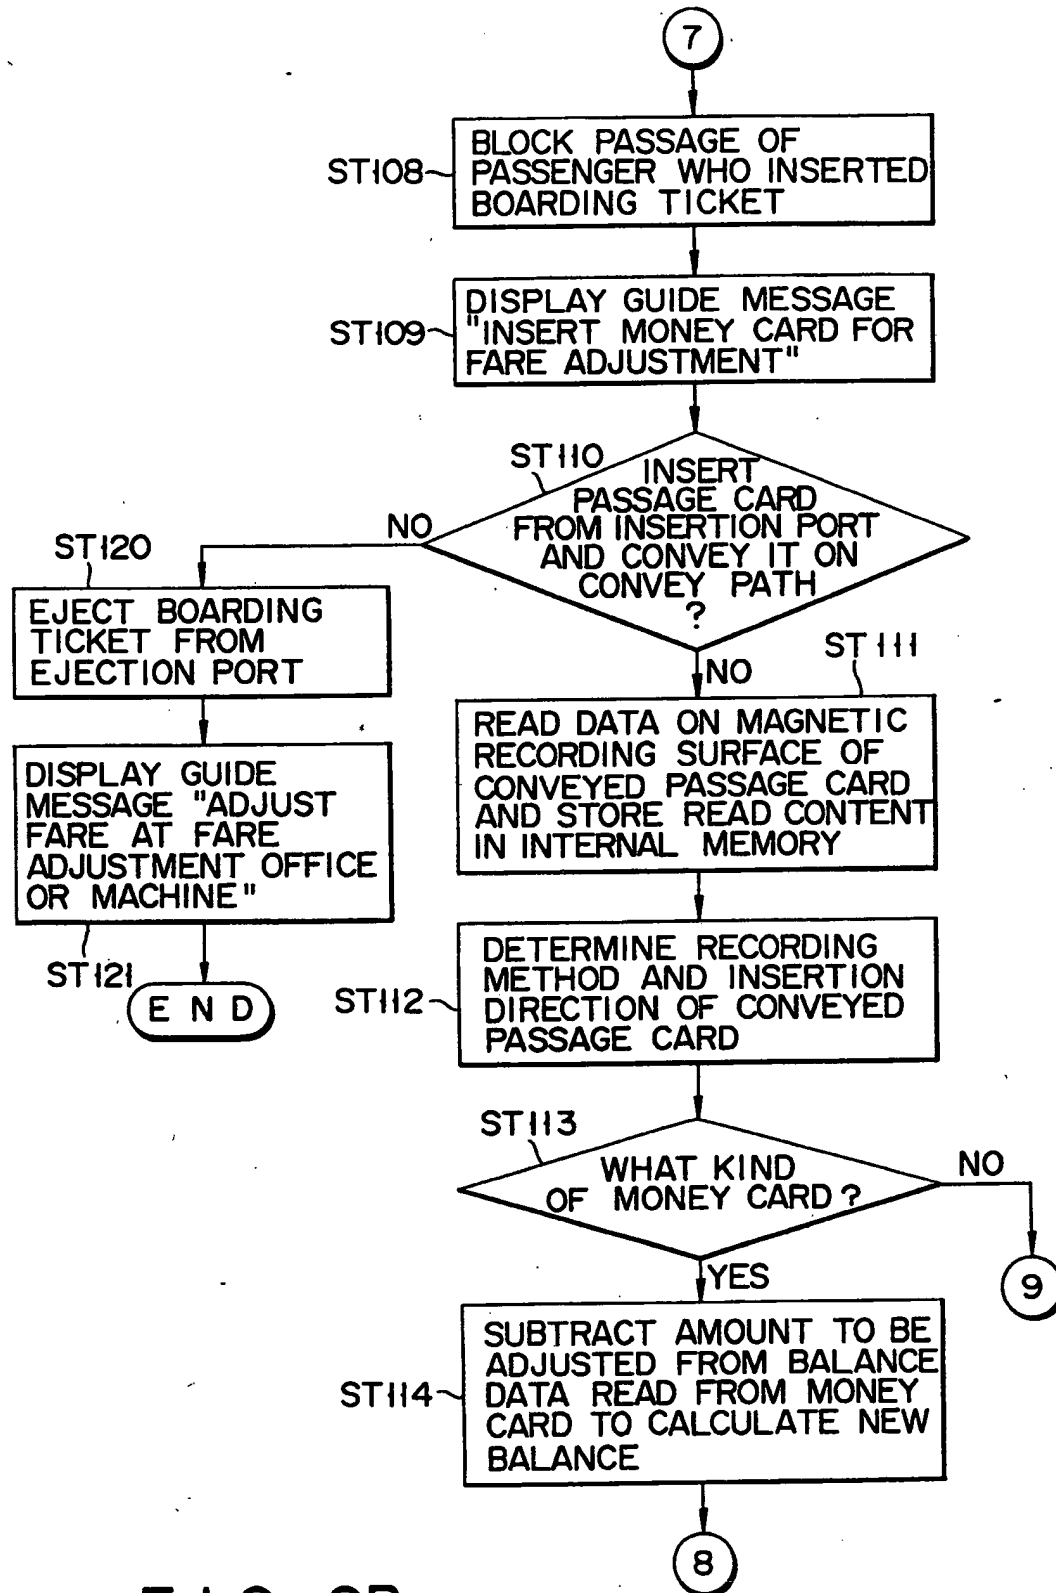 7
ST108
BLOCK PASSAGE OF
PASSENGER WHO INSERTED
BOARDING TICKET
ST109
DISPLAY GUIDE MESSAGE
"INSERT MONEY CARD FOR
FARE ADJUSTMENT"
ST110
INSERT
PASSAGE CARD
FROM INSERTION PORT
AND CONVEY IT ON
CONVEY PATH
?
NO
ST120
EJECT BOARDING
TICKET FROM
EJECTION PORT
DISPLAY GUIDE
MESSAGE "ADJUST
FARE AT FARE
ADJUSTMENT OFFICE
OR MACHINE"
ST121
END
NO
ST111
READ DATA ON MAGNETIC
RECORDING SURFACE OF
CONVEYED PASSAGE CARD
AND STORE READ CONTENT
IN INTERNAL MEMORY
ST112
DETERMINE RECORDING
METHOD AND INSERTION
DIRECTION OF CONVEYED
PASSAGE CARD
ST113
WHAT KIND
OF MONEY CARD?
NO
9
YES
ST114
SUBTRACT AMOUNT TO BE
ADJUSTED FROM BALANCE
DATA READ FROM MONEY
CARD TO CALCULATE NEW
BALANCE
8